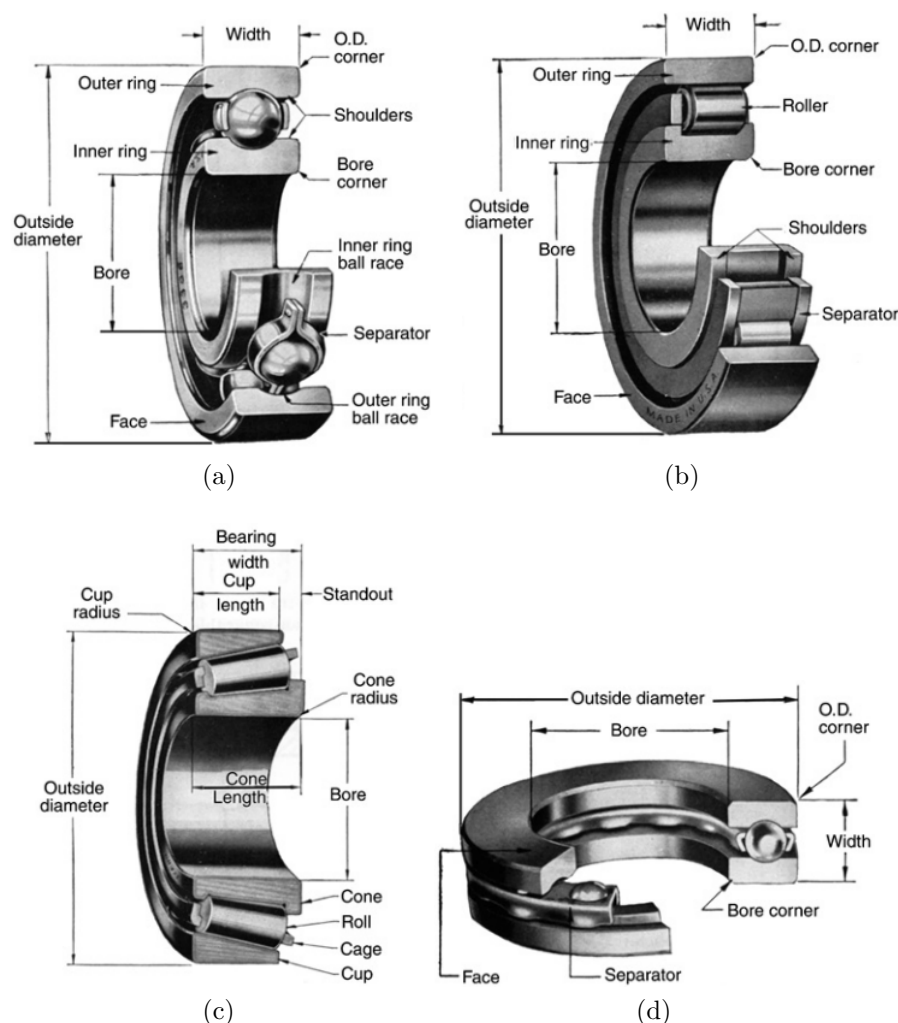 Width
O.D.
corner
Outer ring
Shoulders
Inner ring
Bore
corner
Outside
diameter
Bore
Inner ring
ball race
Separator
Face
Outer ring
ball race
(a)
Width
O.D. corner
Outer ring
Roller
Inner ring
Bore corner
Outside
diameter
Bore
Shoulders
Separator
Face
MADE IN U.S.A
(b)
Bearing
width
Cup
length
Standout
Cup
radius
Cone
radius
Outside
diameter
Cone
Length
Bore
Cone
Roll
Cage
Cup
(c)
Outside diameter
Bore
O.D.
corner
Width
Bore corner
Face
Separator
(d)